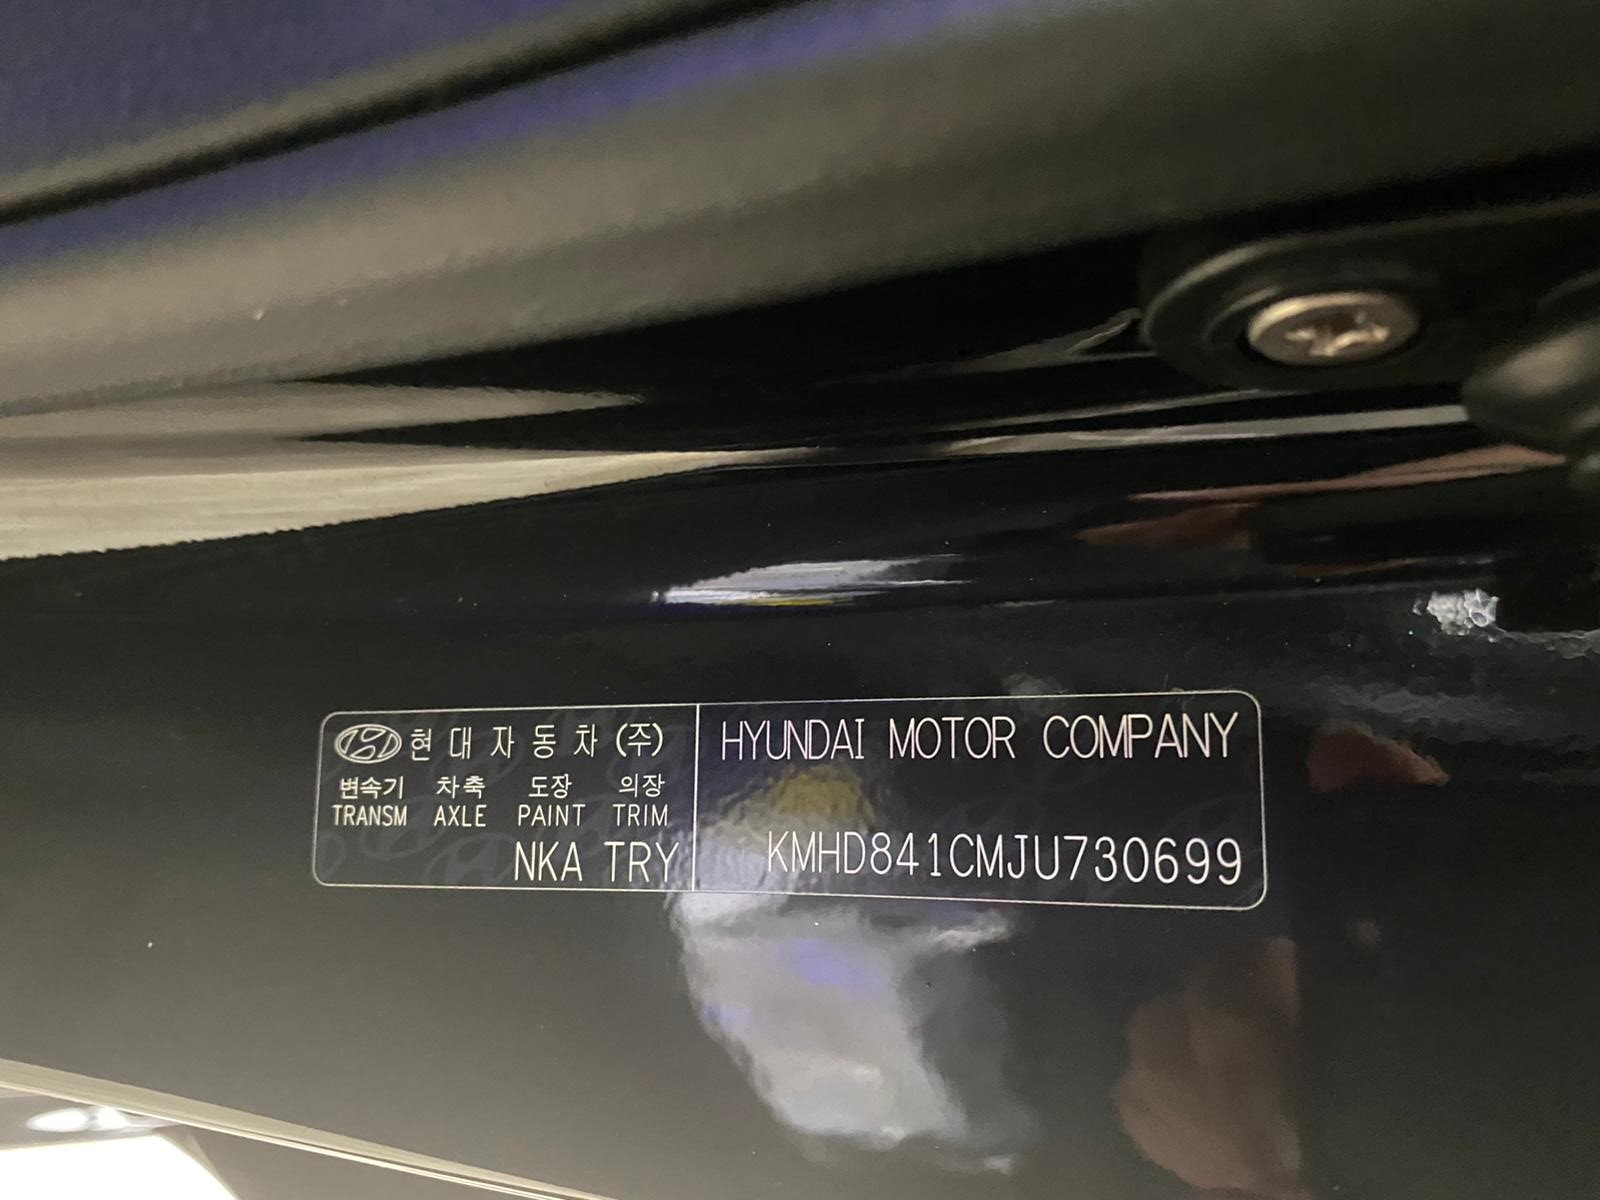 현대자동차 (주)
변속기 차축 도장 의장
TRANSM AXLE PAINT TRIM
NKA TRY
HYUNDAI MOTOR COMPANY
KMHD841CMJU730699